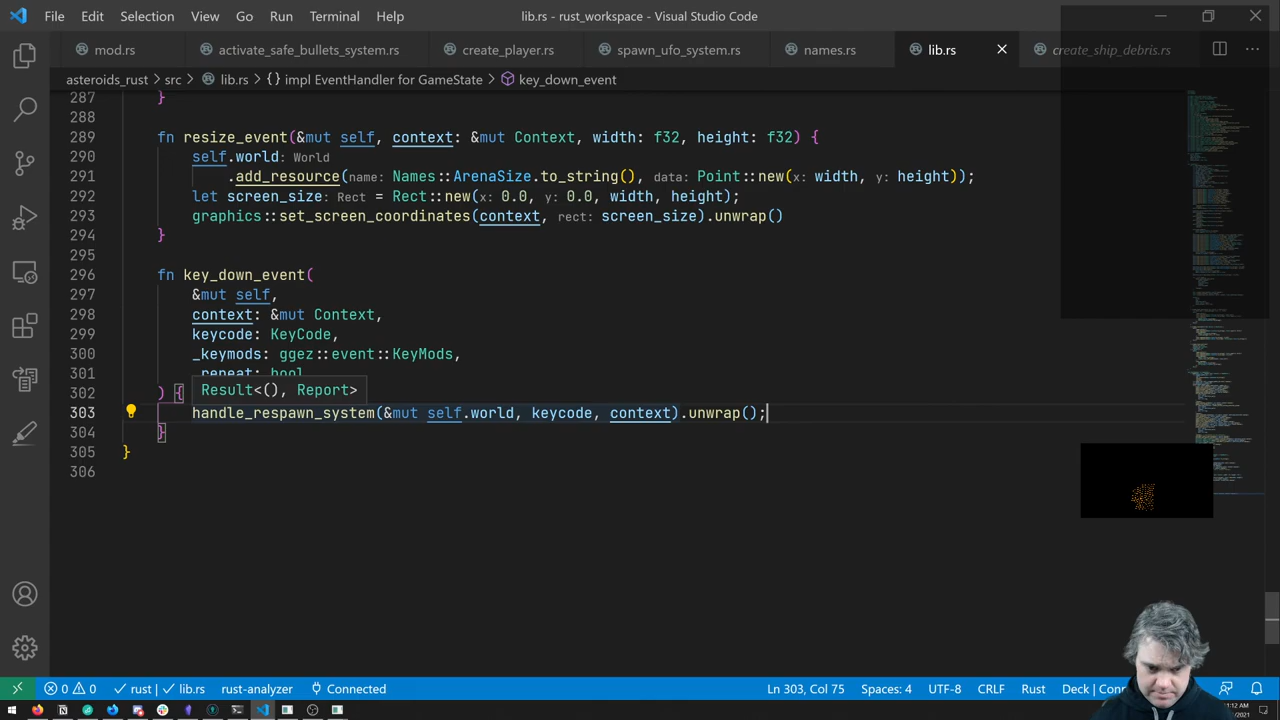 File Edit Selection View Go Run Terminal Help lib.rs - rust_workspace - Visual Studio Code
mod.rs activate_safe_bullets_system.rs create_player.rs spawn_ufo_system.rs names.rs lib.rs create_ship_debris.rs
asteroids_rust > src > lib.rs > {} impl EventHandler for GameState > key_down_event
287 }
288
289 fn resize_event(&mut self, context: &mut Context, width: f32, height: f32) {
290 self.world: World
291 .add_resource(name: Names::ArenaSize.to_string(), data: Point::new(x: width, y: height));
292 let screen_size: Rect = Rect::new(x: 0.0, y: 0.0, width, height);
293 graphics::set_screen_coordinates(context, rect: screen_size).unwrap()
294 }
295
296 fn key_down_event(
297 &mut self,
298 context: &mut Context,
299 keycode: KeyCode,
300 _keymods: ggez::event::KeyMods,
301 _repeat: bool
Result<(), Report>
302 ) {
303 handle_respawn_system(&mut self.world, keycode, context).unwrap();
304 }
305 }
306
0 0 rust | lib.rs rust-analyzer Connected Ln 303, Col 75 Spaces: 4 UTF-8 CRLF Rust